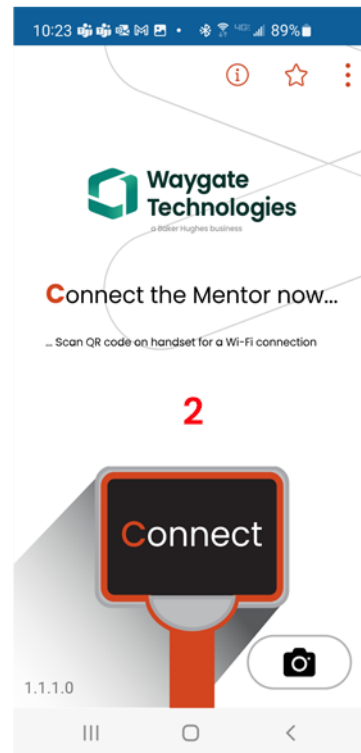 10:23 4G 89%
Waygate
Technologies
a Baker Hughes business
Connect the Mentor now...
... Scan QR code on handset for a Wi-Fi connection
2
Connect
1.1.1.0